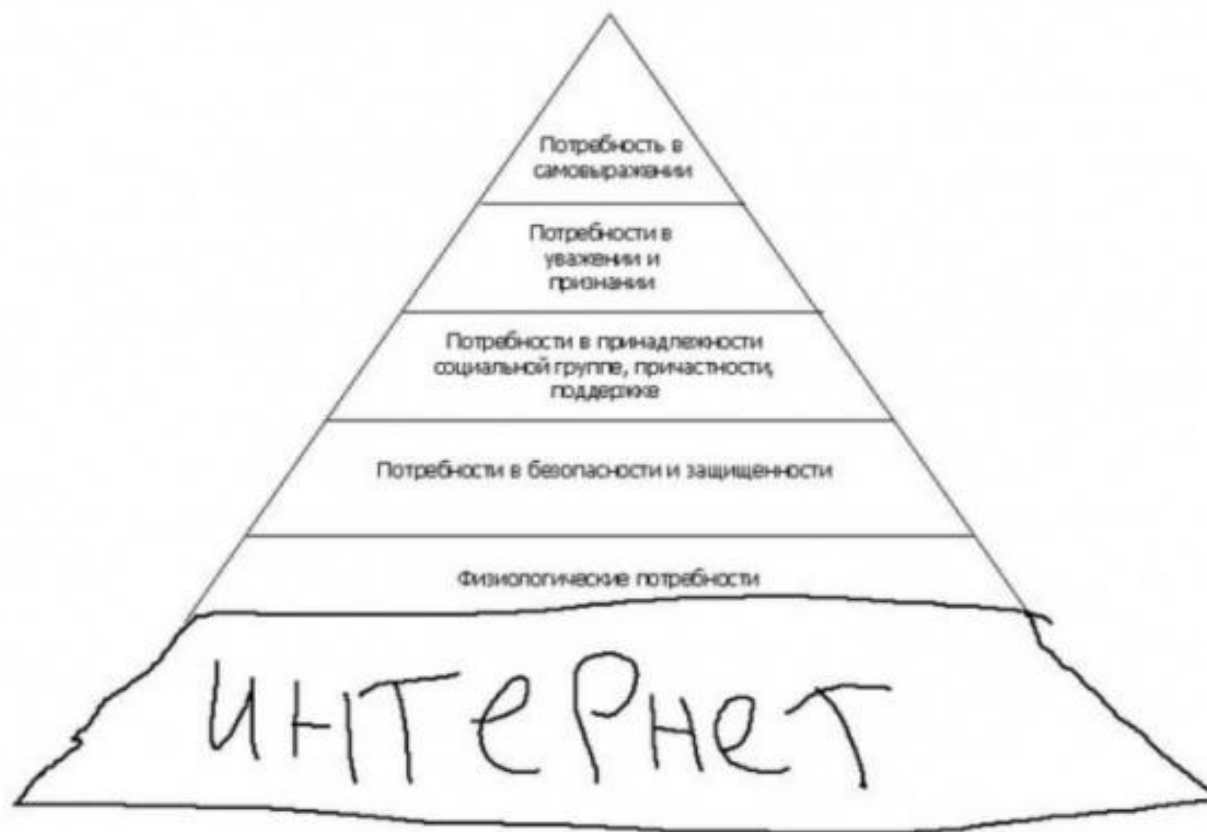 Потребность в
самовыражении
Потребности в
уважении и
признании
Потребности в принадлежности
социальной группе, причастности,
поддержке
Потребности в безопасности и защищенности
Физиологические потребности
интернет